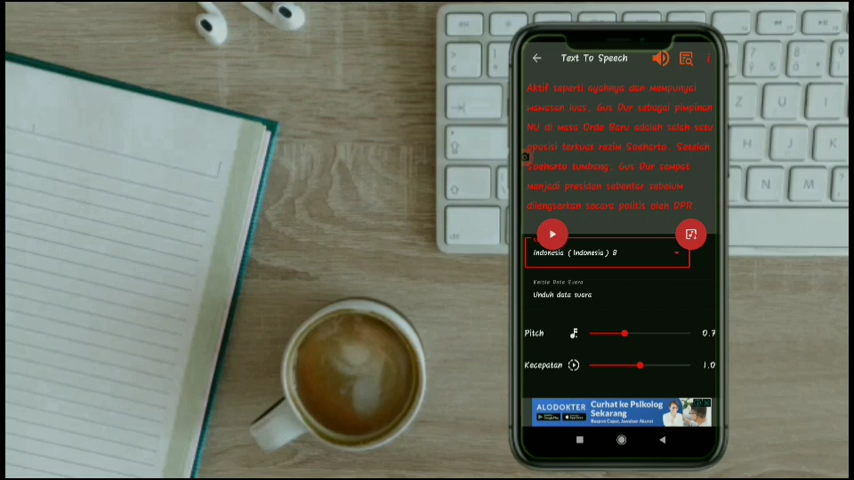 Text To Speech
Aktif seperti ayahnya dan mempunyai
wawasan luas. Gus Dur sebagai pimpinan
NU di masa Orde Baru adalah salah satu
oposisi terkuat rezim Soeharto. Setelah
Soeharto tumbang, Gus Dur sempat
menjadi presiden sebentar sebelum
dilengserkan secara politis oleh DPR
Indonesia ( Indonesia ) 8
Kelola Data Suara
Unduh data suara
Pitch
0.7
Kecepatan
1.0
ALODOKTER
Curhat ke Psikolog
Sekarang
Z
U
H
J
K
N
M